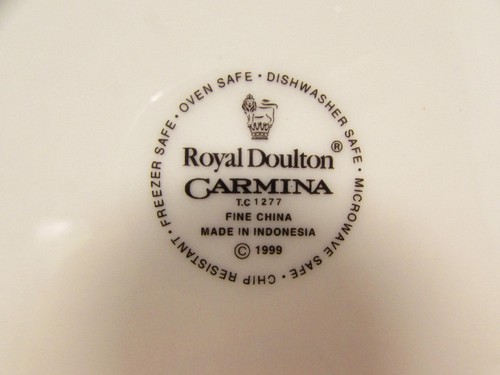 FREEZER SAFE · OVEN SAFE · DISHWASHER SAFE · MICROWAVE SAFE · CHIP RESISTANT ·
Royal Doulton ®
CARMINA
T.C 1277
FINE CHINA
MADE IN INDONESIA
© 1999